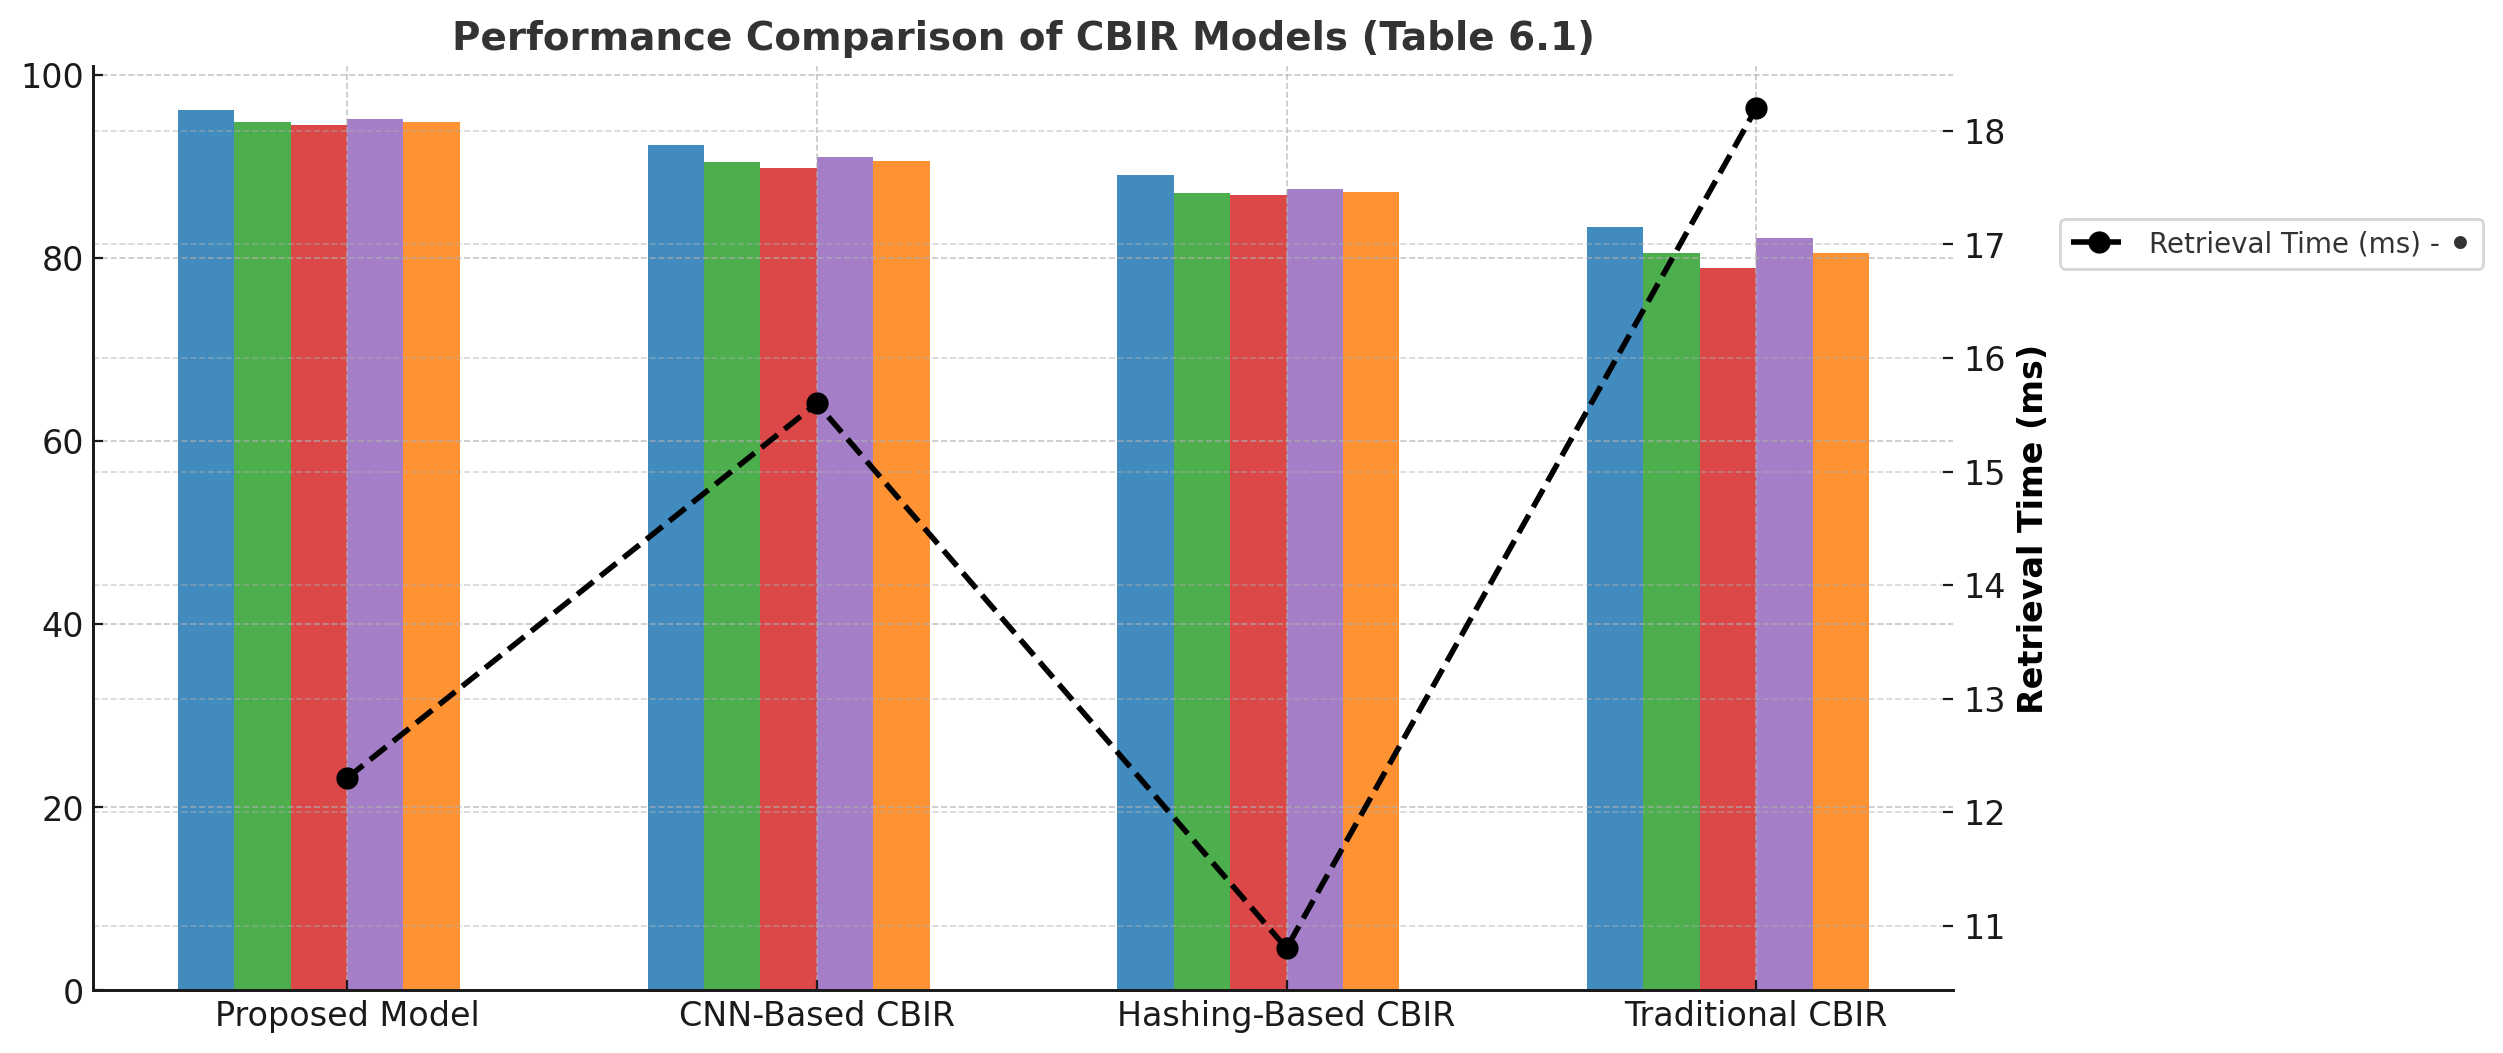 Performance Comparison of CBIR Models (Table 6.1)
100
80
60
40
20
0
18
17
16
15
14
13
12
11
Retrieval Time (ms)
Retrieval Time (ms) - ●
Proposed Model
CNN-Based CBIR
Hashing-Based CBIR
Traditional CBIR